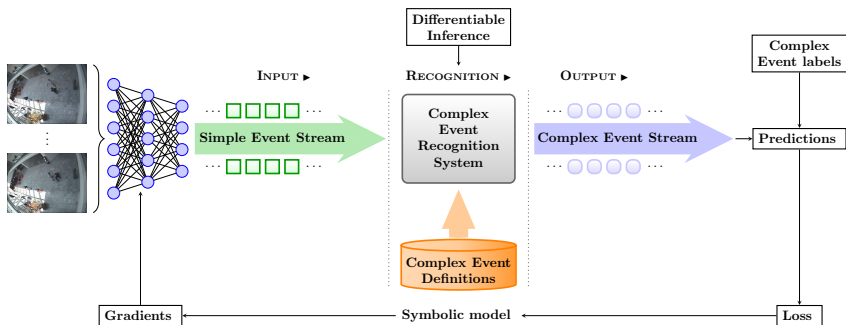 Differentiable
Inference
Complex
Event labels
INPUT ▸
RECOGNITION ▸
OUTPUT ▸
Simple Event Stream
Complex
Event
Recognition
System
Complex Event Stream
Predictions
Complex Event
Definitions
Gradients
Symbolic model
Loss